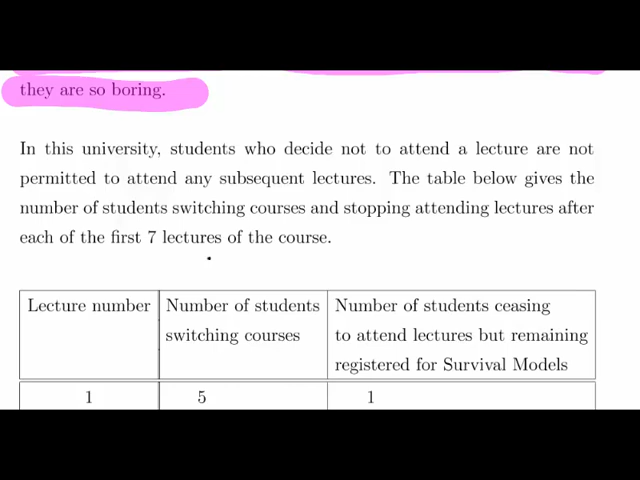 they are so boring.
In this university, students who decide not to attend a lecture are not
permitted to attend any subsequent lectures. The table below gives the
number of students switching courses and stopping attending lectures after
each of the first 7 lectures of the course.
Lecture number
Number of students
switching courses
Number of students ceasing
to attend lectures but remaining
registered for Survival Models
1 5 1